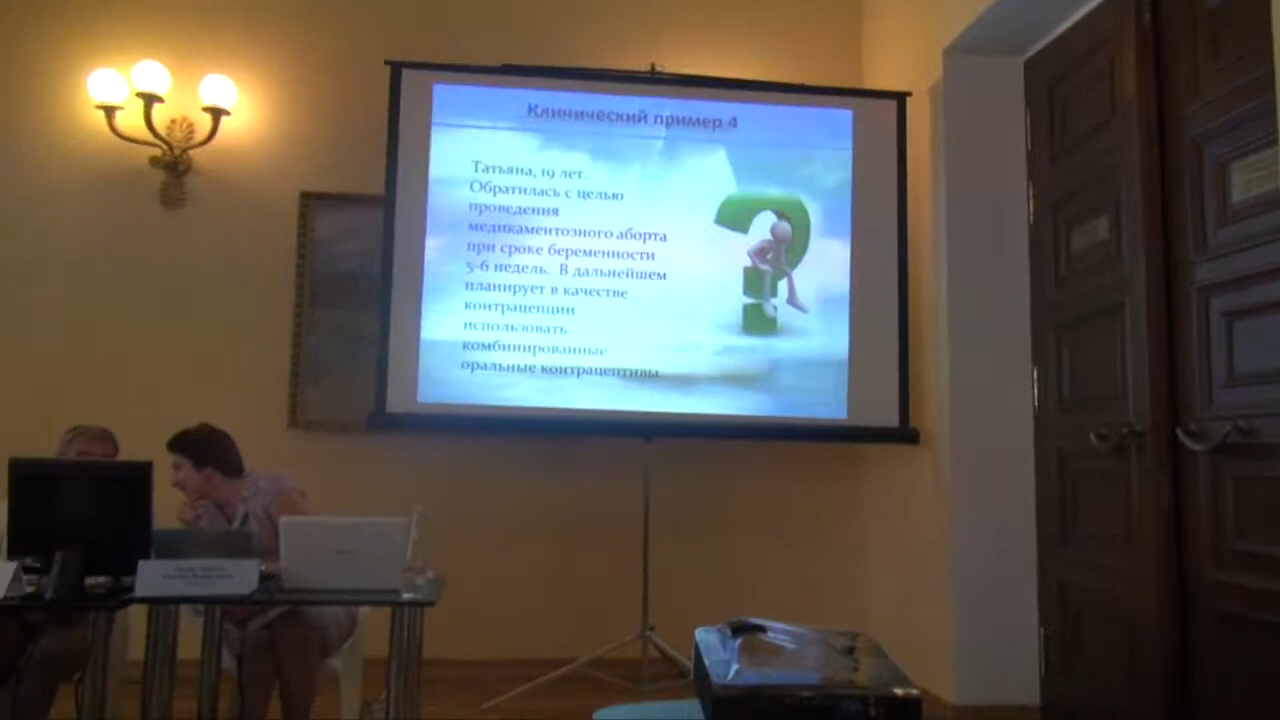 Клинический пример 4
Татьяна, 19 лет.
Обратилась с целью
проведения
медикаментозного аборта
при сроке беременности
5-6 недель. В дальнейшем
планирует в качестве
контрацепции
использовать
комбинированные
оральные контрацептивы.